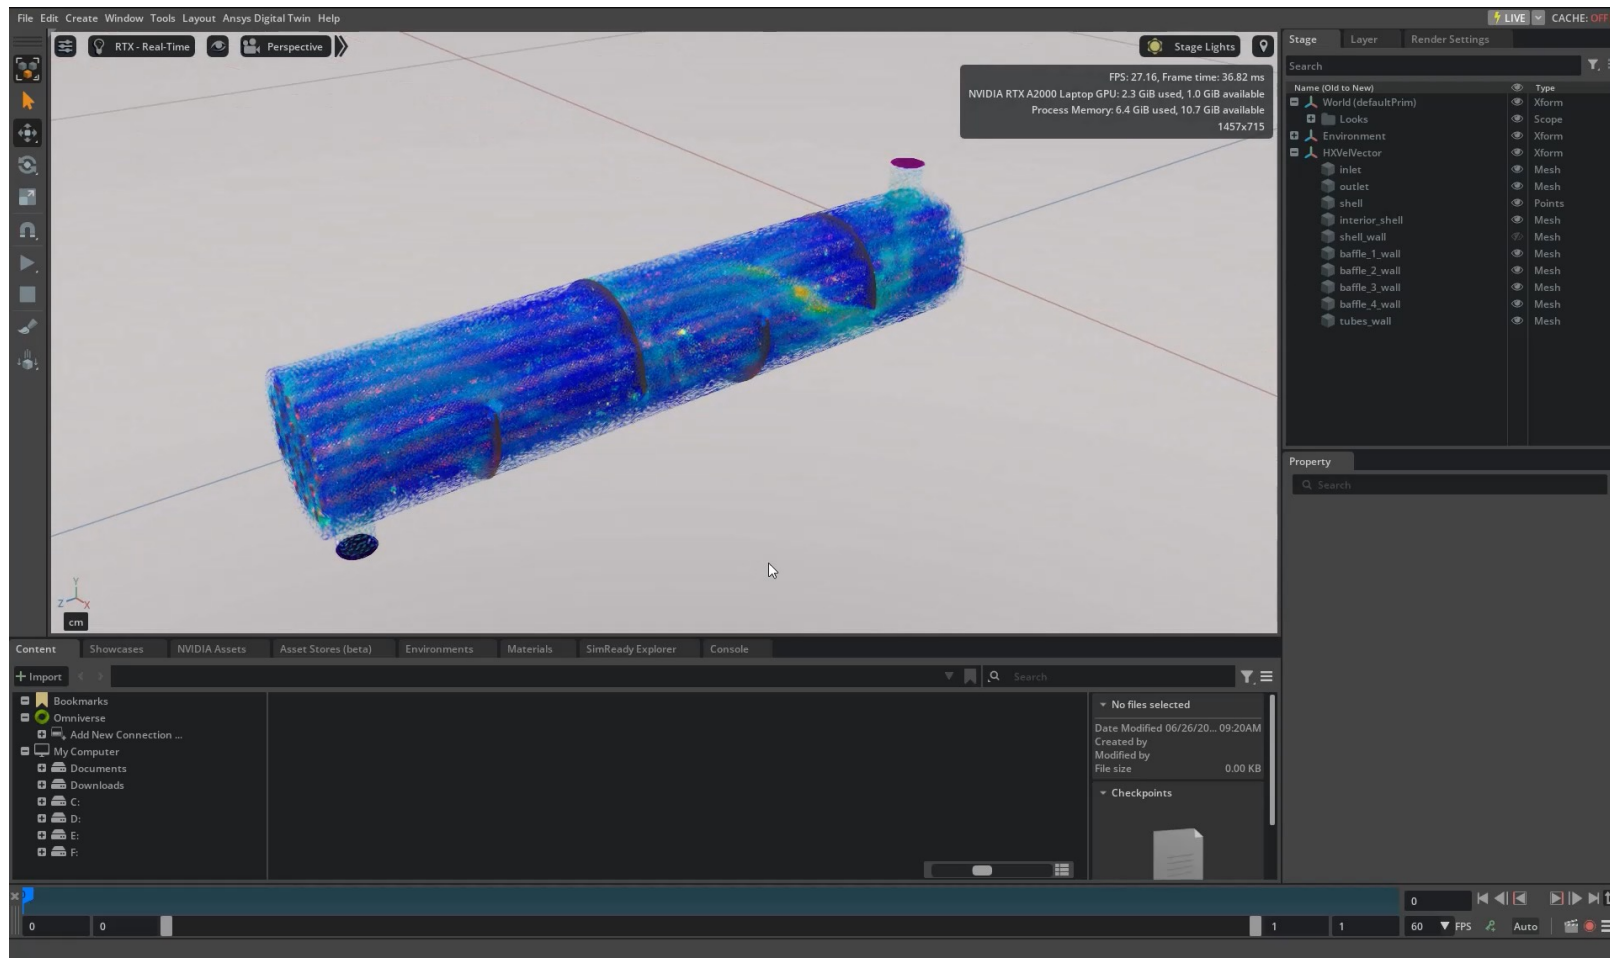 File Edit Create Window Tools Layout Ansys Digital Twin Help
LIVE CACHE: OFF
RTX - Real-Time
Perspective
Stage Lights
FPS: 27.16, Frame time: 36.82 ms
NVIDIA RTX A2000 Laptop GPU: 2.3 GiB used, 1.0 GiB available
Process Memory: 6.4 GiB used, 10.7 GiB available
1457x715
Y
Z X
cm
Stage Layer Render Settings
Search
Name (Old to New) Type
World (defaultPrim) Xform
Looks Scope
Environment Xform
HXVelVector Xform
inlet Mesh
outlet Mesh
shell Points
interior_shell Mesh
shell_wall Mesh
baffle_1_wall Mesh
baffle_2_wall Mesh
baffle_3_wall Mesh
baffle_4_wall Mesh
tubes_wall Mesh
Property
Search
Content Showcases NVIDIA Assets Asset Stores (beta) Environments Materials SimReady Explorer Console
+ Import
Search
Bookmarks
Omniverse
Add New Connection ...
My Computer
Documents
Downloads
C:
D:
E:
F:
No files selected
Date Modified 06/26/20... 09:20AM
Created by
Modified by
File size 0.00 KB
Checkpoints
0
0 0 1 1 60 FPS Auto